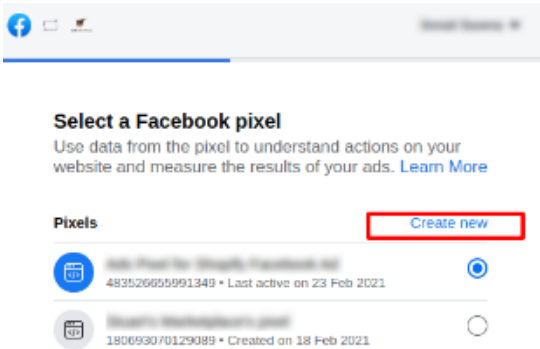 Select a Facebook pixel
Use data from the pixel to understand actions on your
website and measure the results of your ads. Learn More
Pixels Create new
483526655991349 • Last active on 23 Feb 2021
180693070129089 • Created on 18 Feb 2021